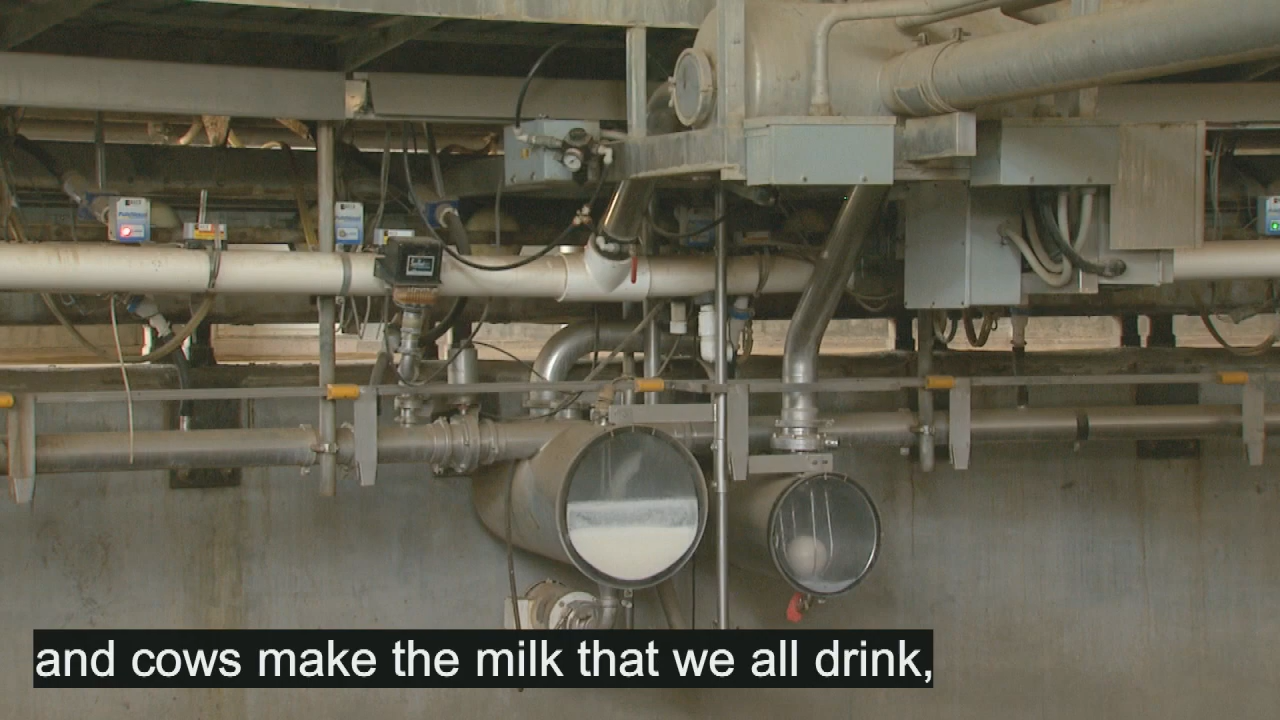 and cows make the milk that we all drink,